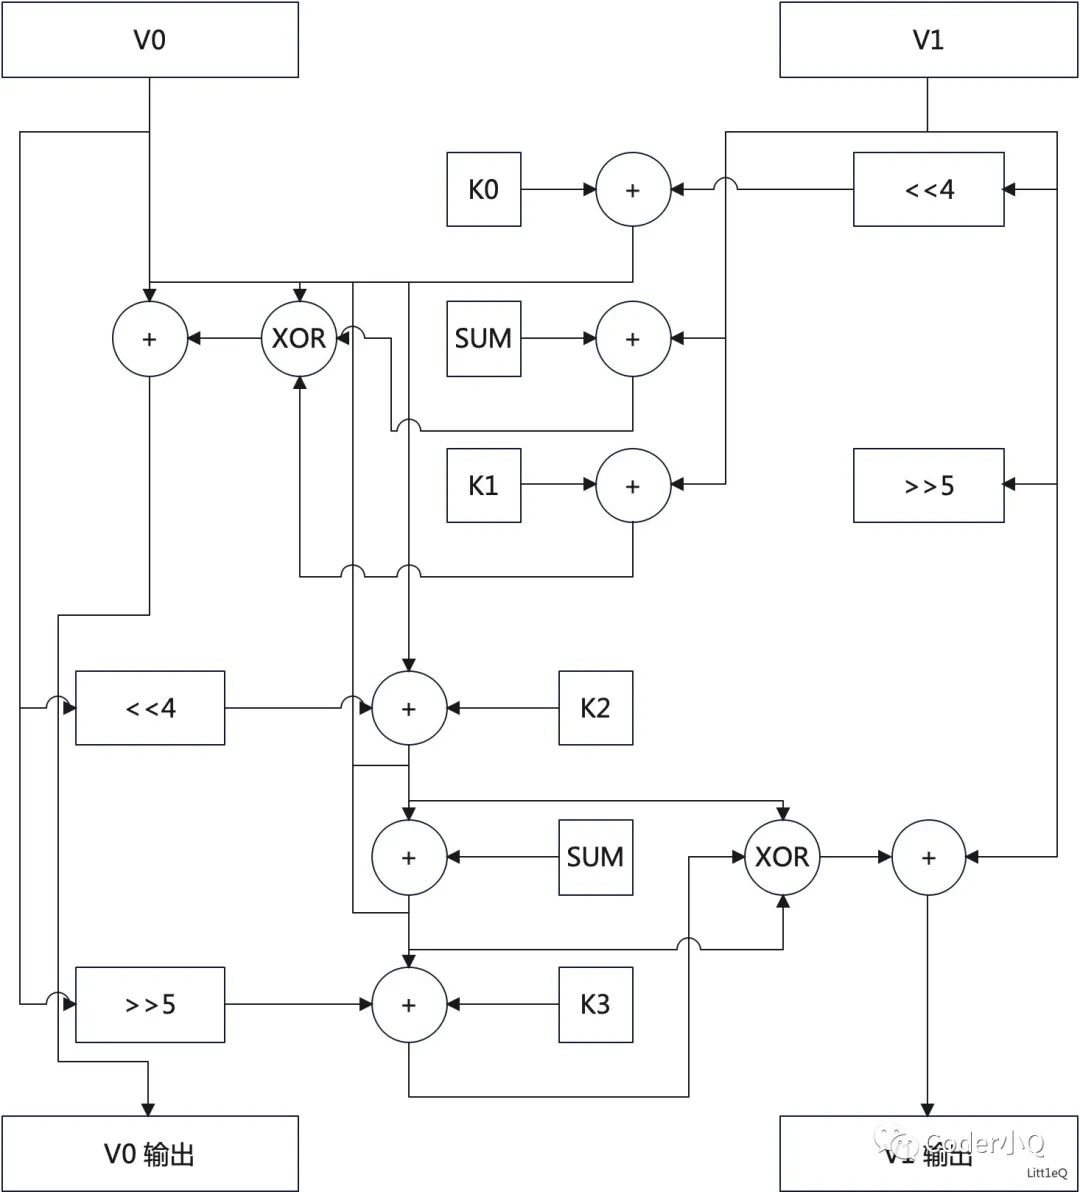 V0
V1
K0
+
<<4
+
XOR
SUM
+
K1
+
>>5
<<4
+
K2
+
SUM
XOR
+
>>5
+
K3
V0 输出
V1 输出
Coder小Q
Litt1eQ